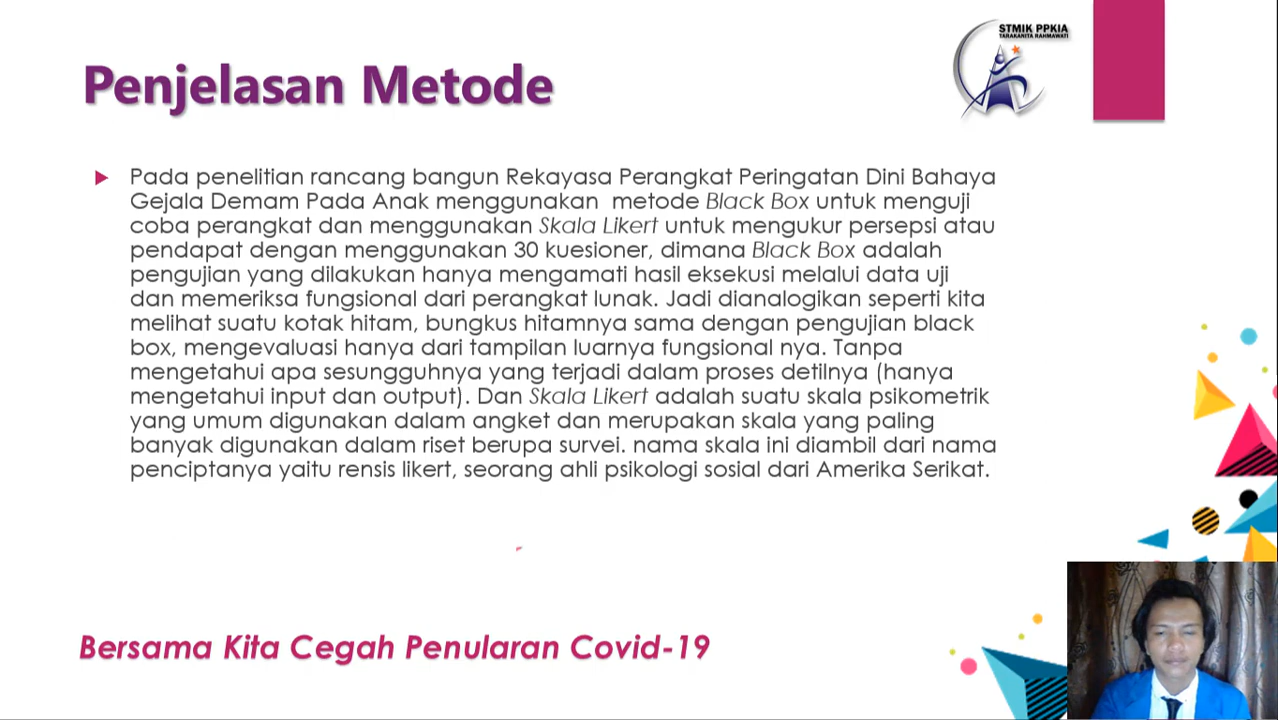 STMIK PPKIA
TARAKANITA RAHMAWATI
Penjelasan Metode
Pada penelitian rancang bangun Rekayasa Perangkat Peringatan Dini Bahaya
Gejala Demam Pada Anak menggunakan metode Black Box untuk menguji
coba perangkat dan menggunakan Skala Likert untuk mengukur persepsi atau
pendapat dengan menggunakan 30 kuesioner, dimana Black Box adalah
pengujian yang dilakukan hanya mengamati hasil eksekusi melalui data uji
dan memeriksa fungsional dari perangkat lunak. Jadi dianalogikan seperti kita
melihat suatu kotak hitam, bungkus hitamnya sama dengan pengujian black
box, mengevaluasi hanya dari tampilan luarnya fungsional nya. Tanpa
mengetahui apa sesungguhnya yang terjadi dalam proses detilnya (hanya
mengetahui input dan output). Dan Skala Likert adalah suatu skala psikometrik
yang umum digunakan dalam angket dan merupakan skala yang paling
banyak digunakan dalam riset berupa survei. nama skala ini diambil dari nama
penciptanya yaitu rensis likert, seorang ahli psikologi sosial dari Amerika Serikat.
Bersama Kita Cegah Penularan Covid-19